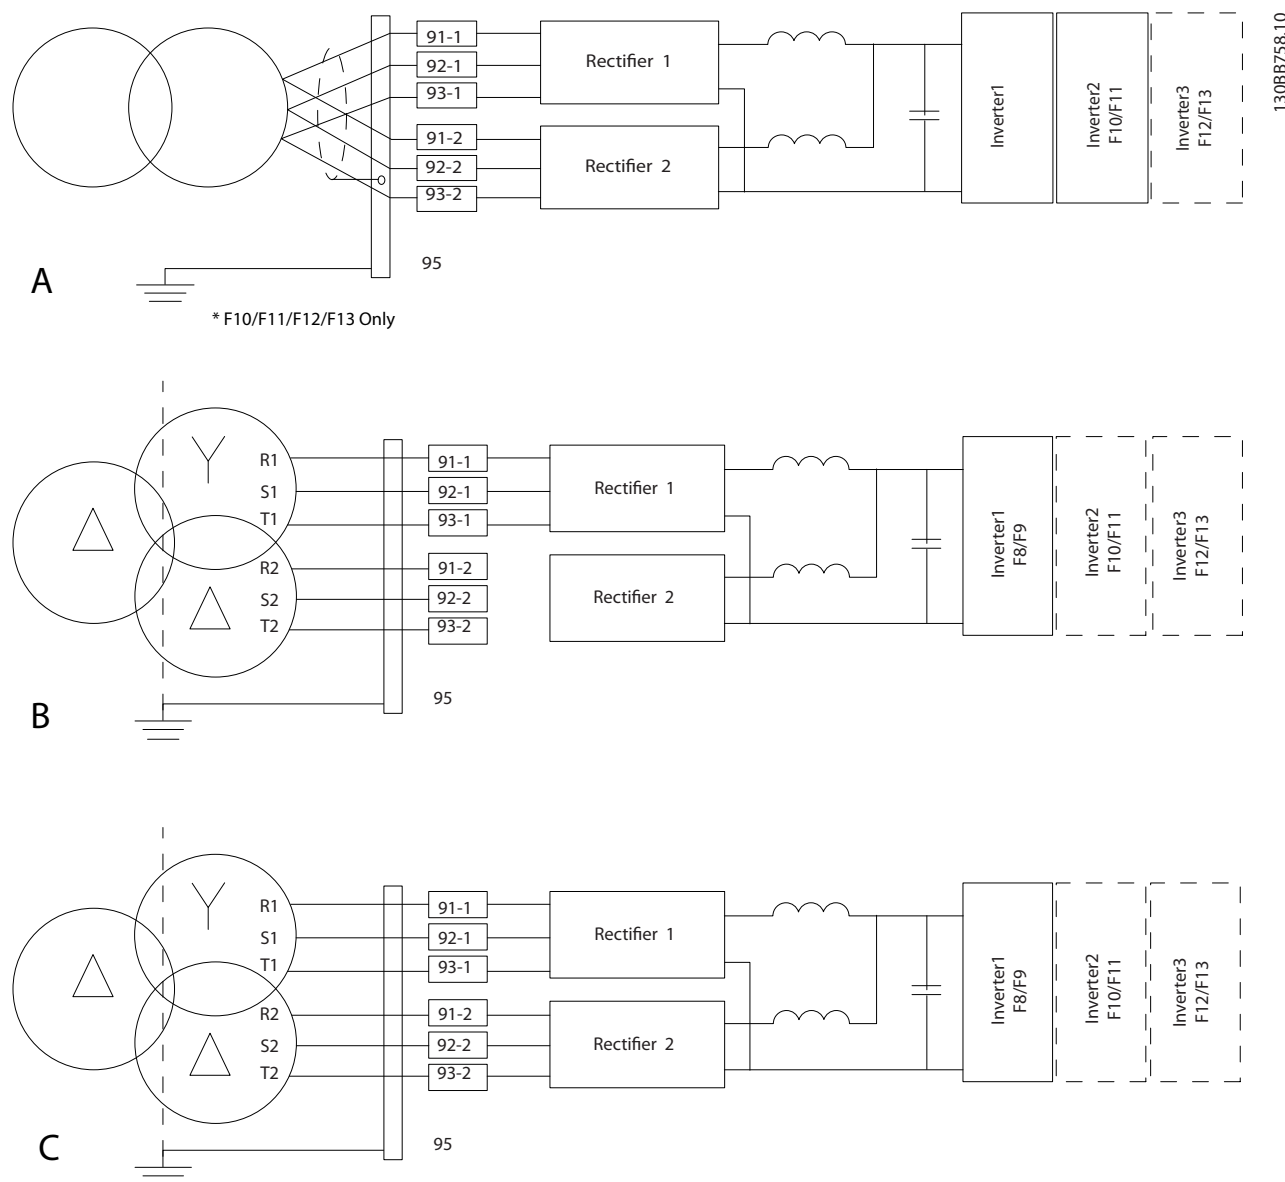 130BB758.10
91-1
92-1
93-1
91-2
92-2
93-2
Rectifier 1
Rectifier 2
Inverter1
Inverter2
F10/F11
Inverter3
F12/F13
95
A
* F10/F11/F12/F13 Only
R1
S1
T1
R2
S2
T2
91-1
92-1
93-1
91-2
92-2
93-2
Rectifier 1
Rectifier 2
Inverter1
F8/F9
Inverter2
F10/F11
Inverter3
F12/F13
95
B
R1
S1
T1
R2
S2
T2
91-1
92-1
93-1
91-2
92-2
93-2
Rectifier 1
Rectifier 2
Inverter1
F8/F9
Inverter2
F10/F11
Inverter3
F12/F13
95
C